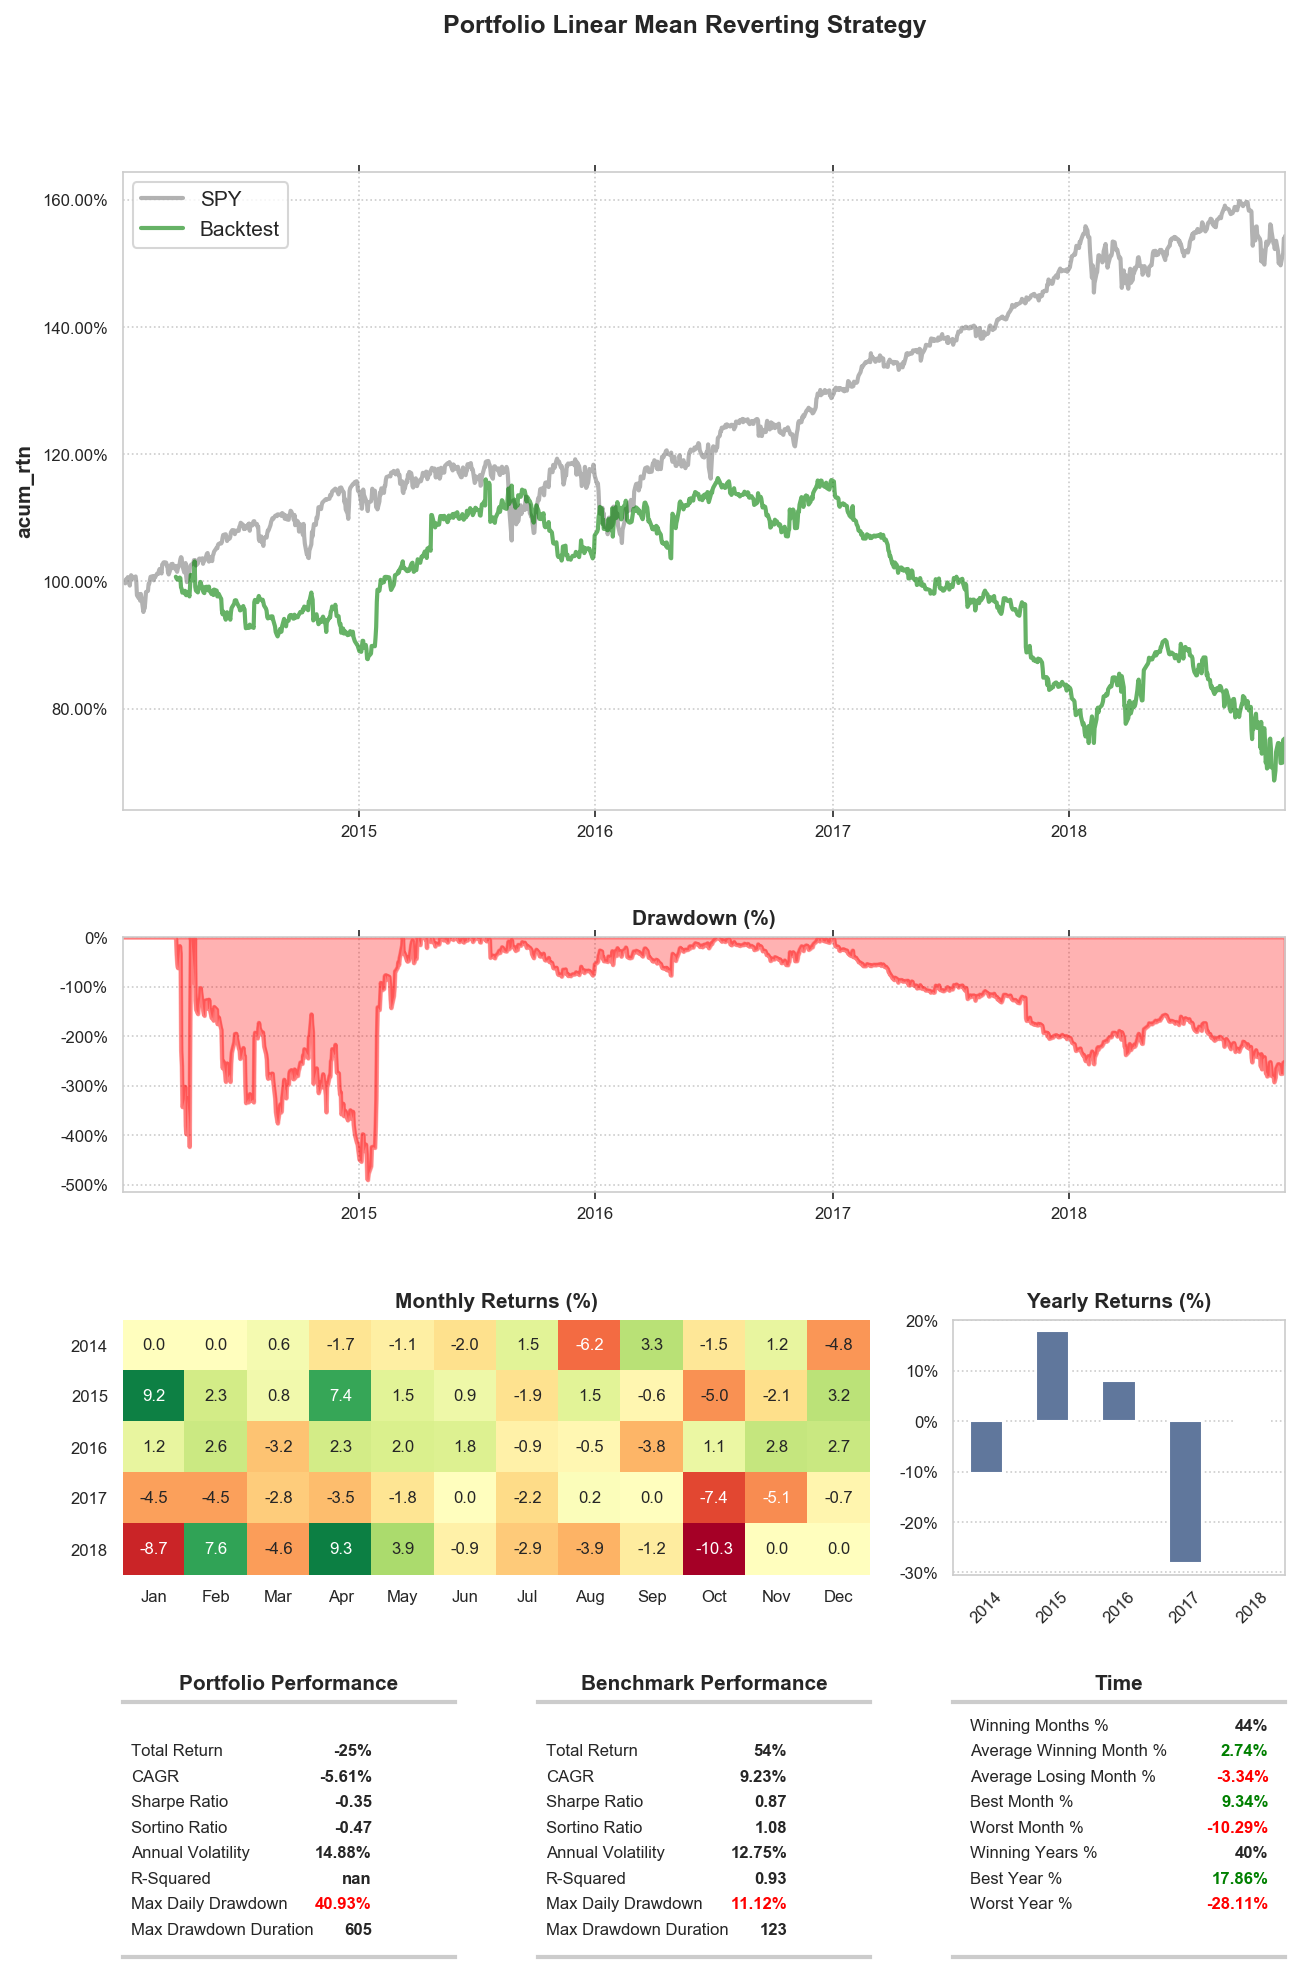 Portfolio Linear Mean Reverting Strategy
SPY
Backtest
acum_rtn
160.00%
140.00%
120.00%
100.00%
80.00%
2015 2016 2017 2018
Drawdown (%)
0%
-100%
-200%
-300%
-400%
-500%
2015 2016 2017 2018
Monthly Returns (%)
2014 0.0 0.0 0.6 -1.7 -1.1 -2.0 1.5 -6.2 3.3 -1.5 1.2 -4.8
2015 9.2 2.3 0.8 7.4 1.5 0.9 -1.9 1.5 -0.6 -5.0 -2.1 3.2
2016 1.2 2.6 -3.2 2.3 2.0 1.8 -0.9 -0.5 -3.8 1.1 2.8 2.7
2017 -4.5 -4.5 -2.8 -3.5 -1.8 0.0 -2.2 0.2 0.0 -7.4 -5.1 -0.7
2018 -8.7 7.6 -4.6 9.3 3.9 -0.9 -2.9 -3.9 -1.2 -10.3 0.0 0.0
Jan Feb Mar Apr May Jun Jul Aug Sep Oct Nov Dec
Yearly Returns (%)
20%
10%
0%
-10%
-20%
-30%
2014 2015 2016 2017 2018
Portfolio Performance
Total Return -25%
CAGR -5.61%
Sharpe Ratio -0.35
Sortino Ratio -0.47
Annual Volatility 14.88%
R-Squared nan
Max Daily Drawdown 40.93%
Max Drawdown Duration 605
Benchmark Performance
Total Return 54%
CAGR 9.23%
Sharpe Ratio 0.87
Sortino Ratio 1.08
Annual Volatility 12.75%
R-Squared 0.93
Max Daily Drawdown 11.12%
Max Drawdown Duration 123
Time
Winning Months % 44%
Average Winning Month % 2.74%
Average Losing Month % -3.34%
Best Month % 9.34%
Worst Month % -10.29%
Winning Years % 40%
Best Year % 17.86%
Worst Year % -28.11%